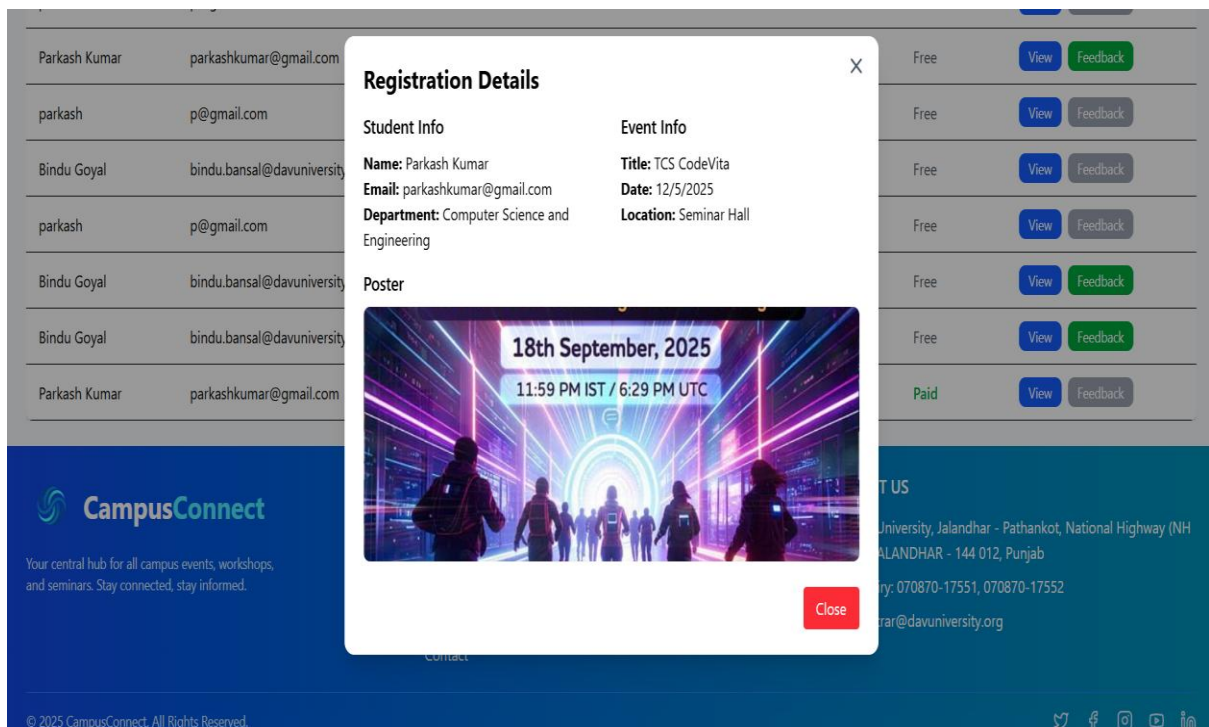 Parkash Kumar parkashkumar@gmail.com Free View Feedback
parkash p@gmail.com Free View Feedback
Bindu Goyal bindu.bansal@davuniversity Free View Feedback
parkash p@gmail.com Free View Feedback
Bindu Goyal bindu.bansal@davuniversity Free View Feedback
Bindu Goyal bindu.bansal@davuniversity Free View Feedback
Parkash Kumar parkashkumar@gmail.com Paid View Feedback
Registration Details X
Student Info
Name: Parkash Kumar
Email: parkashkumar@gmail.com
Department: Computer Science and
Engineering
Event Info
Title: TCS CodeVita
Date: 12/5/2025
Location: Seminar Hall
Poster
18th September, 2025
11:59 PM IST / 6:29 PM UTC
Close
CampusConnect
Your central hub for all campus events, workshops,
and seminars. Stay connected, stay informed.
Contact
T US
University, Jalandhar - Pathankot, National Highway (NH
ALANDHAR - 144 012, Punjab
iry: 070870-17551, 070870-17552
rar@davuniversity.org
© 2025 CampusConnect. All Rights Reserved.